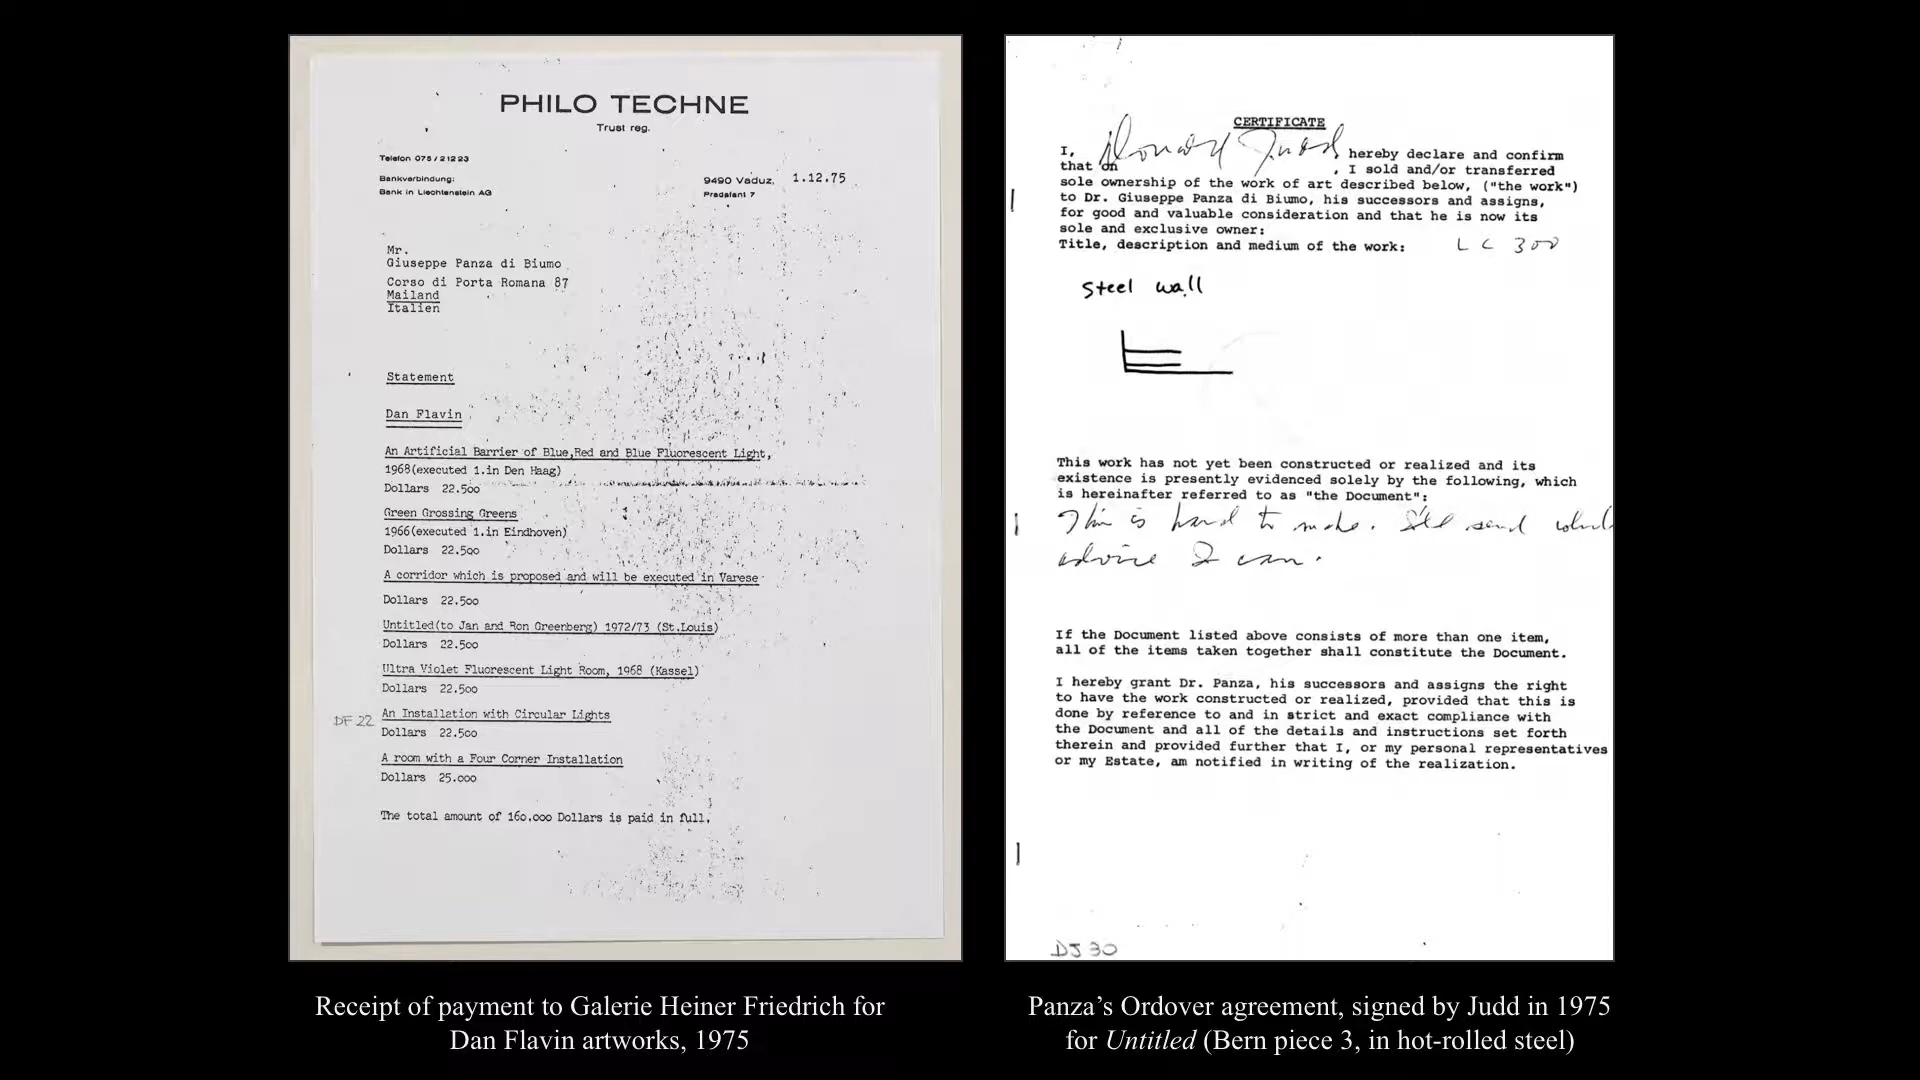 PHILO TECHNE
Trust reg.
Telefon 075 / 2 12 23
Bankverbindung:
Bank in Liechtenstein AG
9490 Vaduz, 1.12.75
Pradafant 7
Mr.
Giuseppe Panza di Biumo
Corso di Porta Romana 87
Mailand
Italien
Statement
Dan Flavin
An Artificial Barrier of Blue,Red and Blue Fluorescent Light,
1968(executed 1.in Den Haag)
Dollars 22.500
Green Grossing Greens
1966(executed 1.in Eindhoven)
Dollars 22.500
A corridor which is proposed and will be executed in Varese
Dollars 22.500
Untitled(to Jan and Ron Greenberg) 1972/73 (St.Louis)
Dollars 22.500
Ultra Violet Fluorescent Light Room, 1968 (Kassel)
Dollars 22.500
DF 22 An Installation with Circular Lights
Dollars 22.500
A room with a Four Corner Installation
Dollars 25.000
The total amount of 160.000 Dollars is paid in full.
CERTIFICATE
I, Donald Judd, hereby declare and confirm
that on , I sold and/or transferred
sole ownership of the work of art described below, ("the work")
to Dr. Giuseppe Panza di Biumo, his successors and assigns,
for good and valuable consideration and that he is now its
sole and exclusive owner:
Title, description and medium of the work: L C 300
Steel wall
This work has not yet been constructed or realized and its
existence is presently evidenced solely by the following, which
is hereinafter referred to as "the Document":
This is hard to make. I'll send what
advice I can.
If the Document listed above consists of more than one item,
all of the items taken together shall constitute the Document.
I hereby grant Dr. Panza, his successors and assigns the right
to have the work constructed or realized, provided that this is
done by reference to and in strict and exact compliance with
the Document and all of the details and instructions set forth
therein and provided further that I, or my personal representatives
or my Estate, am notified in writing of the realization.
DJ 30
Receipt of payment to Galerie Heiner Friedrich for
Dan Flavin artworks, 1975
Panza’s Ordover agreement, signed by Judd in 1975
for Untitled (Bern piece 3, in hot-rolled steel)